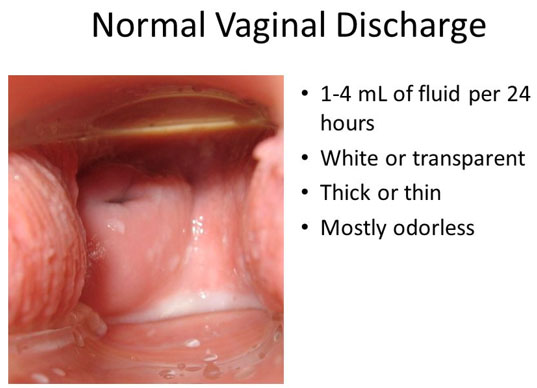 Normal Vaginal Discharge
• 1-4 mL of fluid per 24
hours
• White or transparent
• Thick or thin
• Mostly odorless